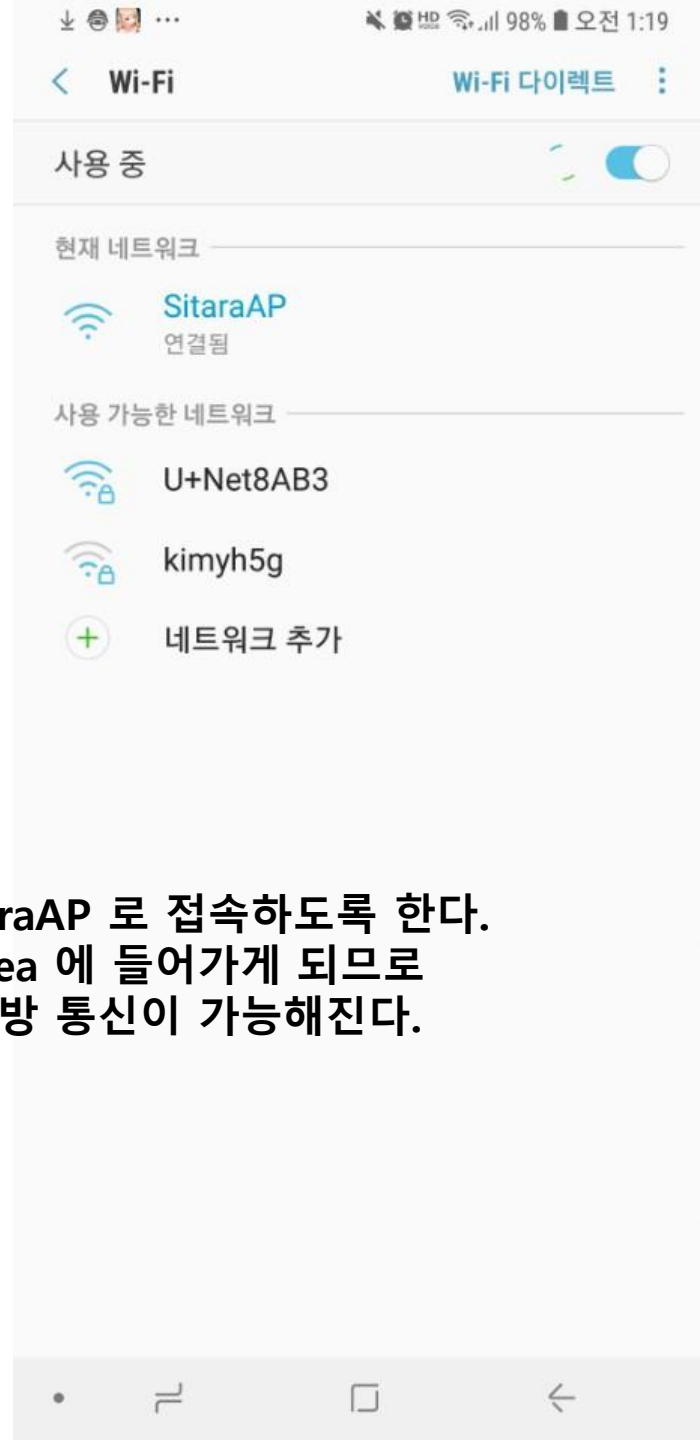 98% 오전 1:19
Wi-Fi Wi-Fi 다이렉트
사용 중
현재 네트워크
SitaraAP
연결됨
사용 가능한 네트워크
U+Net8AB3
kimyh5g
네트워크 추가
raAP 로 접속하도록 한다.
ea 에 들어가게 되므로
방 통신이 가능해진다.